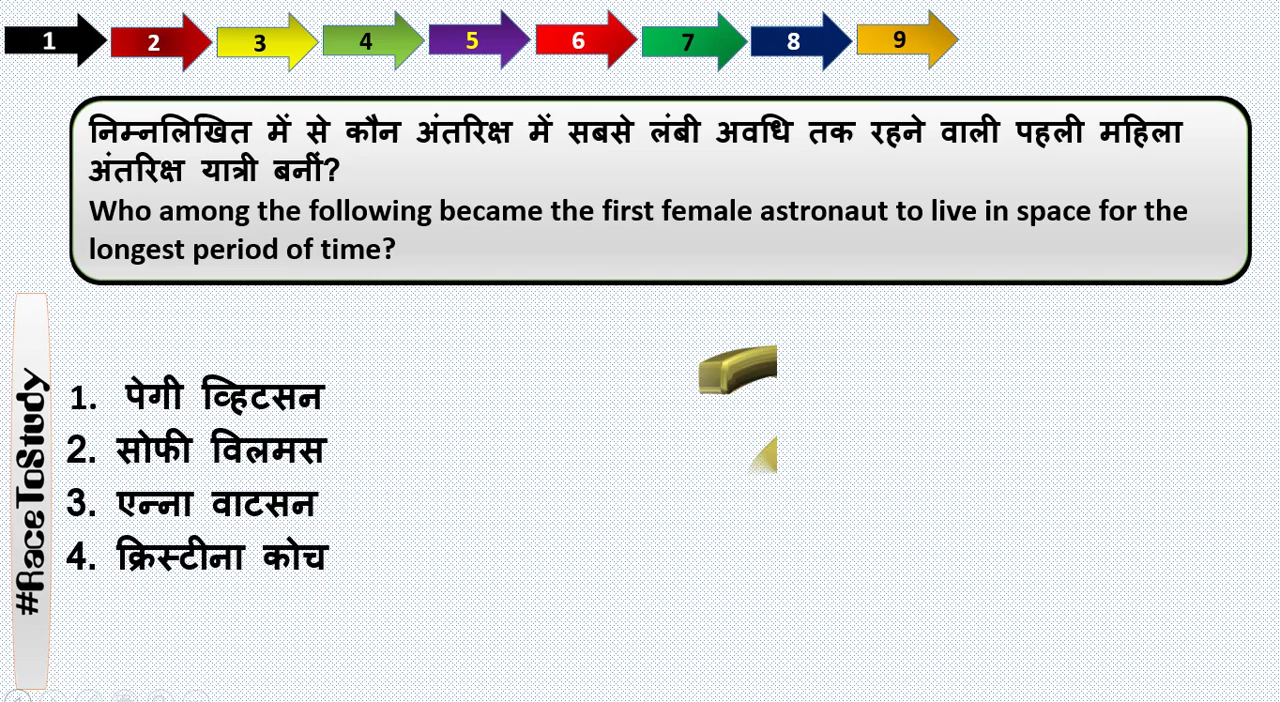 1 2 3 4 5 6 7 8 9
निम्नलिखित में से कौन अंतरिक्ष में सबसे लंबी अवधि तक रहने वाली पहली महिला
अंतरिक्ष यात्री बनीं?
Who among the following became the first female astronaut to live in space for the
longest period of time?
#RaceToStudy
1. पेगी व्हिटसन
2. सोफी विलमस
3. एन्ना वाटसन
4. क्रिस्टीना कोच